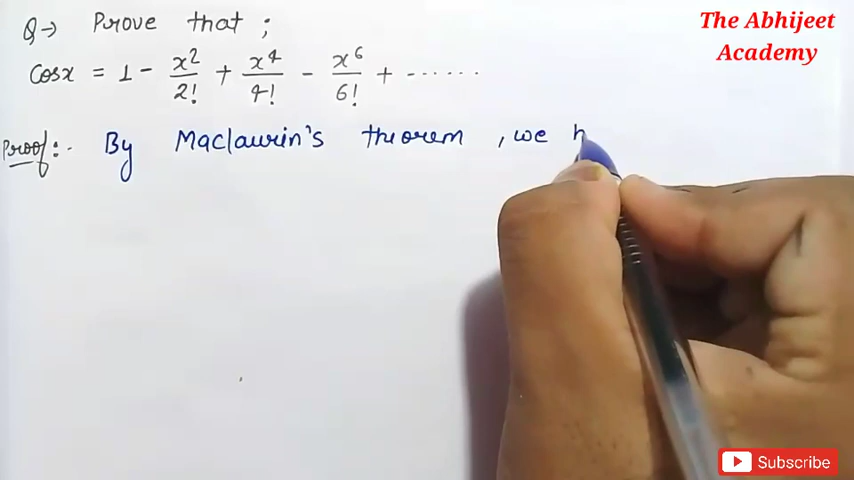 Q→ Prove that ;
The Abhijeet
Academy
Cosx = 1 - x²/2! + x⁴/4! - x⁶/6! + ······
Proof:- By Maclaurin's theorem , we h
Subscribe